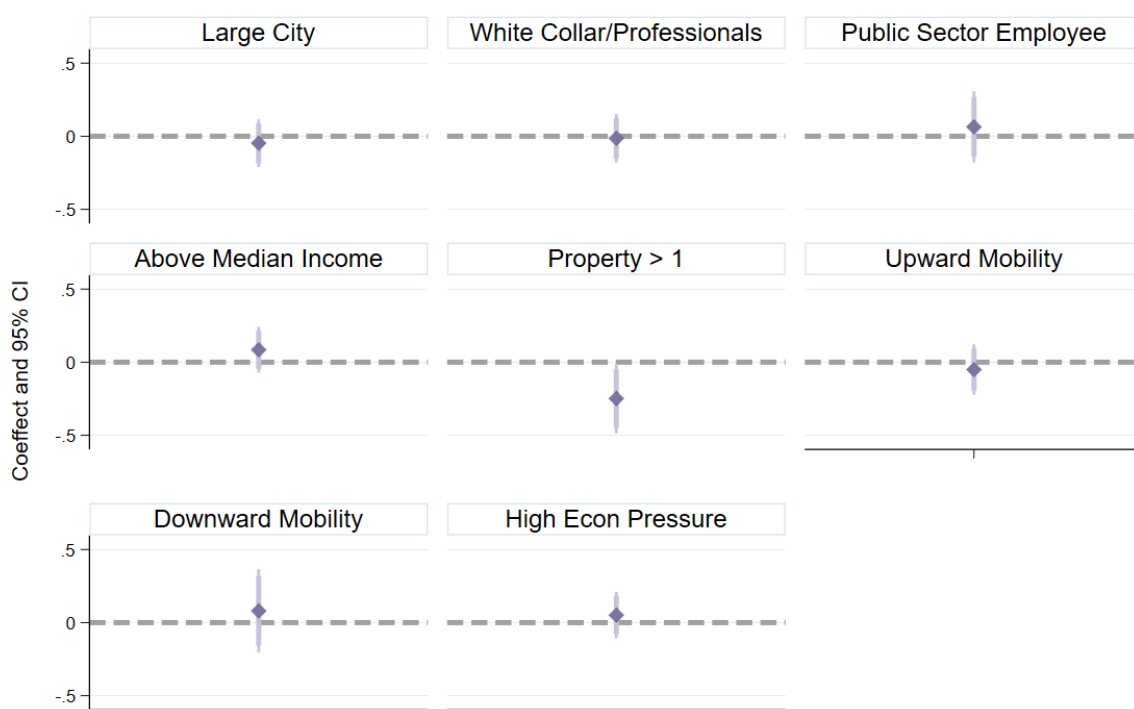 Large City
White Collar/Professionals
Public Sector Employee
.5
0
-.5
Above Median Income
Property > 1
Upward Mobility
.5
0
-.5
Coeffect and 95% CI
Downward Mobility
High Econ Pressure
.5
0
-.5